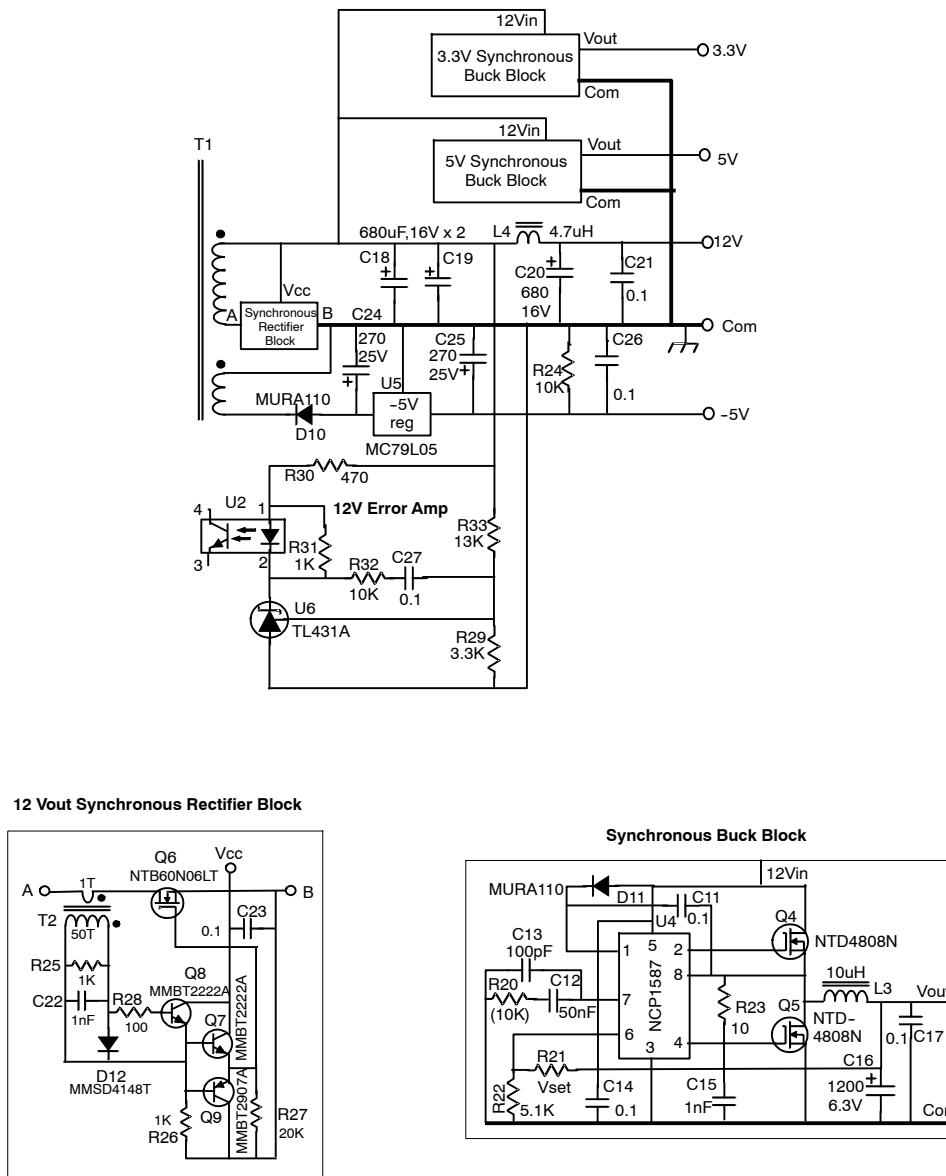 12Vin
Vout
3.3V Synchronous
Buck Block
3.3V
Com
12Vin
Vout
T1
5V Synchronous
Buck Block
5V
Com
680uF,16V x 2
L4
4.7uH
12V
C18
C19
+
+
+
C20
680
16V
C21
0.1
Vcc
A
Synchronous
Rectifier
Block
B
C24
270
25V
+
Com
C25
270
25V
+
C26
0.1
R24
10K
U5
−5V
reg
MC79L05
MURA110
D10
−5V
R30
470
U2
4
1
3
2
12V Error Amp
R33
13K
R31
1K
R32
10K
C27
0.1
U6
TL431A
R29
3.3K
12 Vout Synchronous Rectifier Block
Q6
NTB60N06LT
Vcc
A
1T
B
T2
50T
0.1
C23
R25
1K
Q8
MMBT2222A
C22
1nF
R28
100
Q7
MMBT2222A
D12
MMSD4148T
Q9
MMBT2907A
1K
R26
R27
20K
Synchronous Buck Block
12Vin
MURA110
D11
C11
0.1
U4
Q4
NTD4808N
C13
100pF
1
5
2
8
NCP1587
10uH
L3
Vout
R20
(10K)
C12
50nF
7
6
R23
10
Q5
NTD−
4808N
4
3
0.1
C17
R21
Vset
C16
+
1200
6.3V
R22
5.1K
C14
0.1
C15
1nF
Com